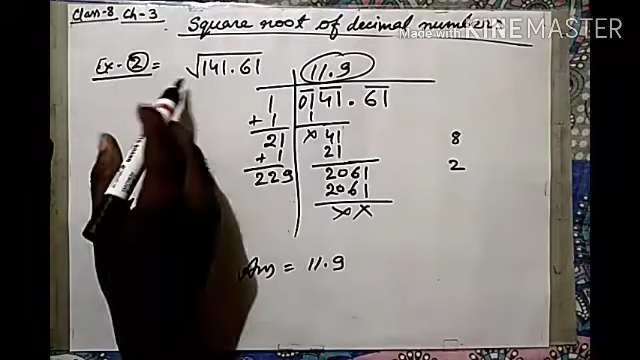 Class-8 Ch-3 Square root of decimal numbers
Made with KINEMASTER
Ex-2 = √141.61 11.9
1 01 41 . 61
+1 1
21 × 41 8
+1 21
229 2061 2
2061
× ×
Ans = 11.9